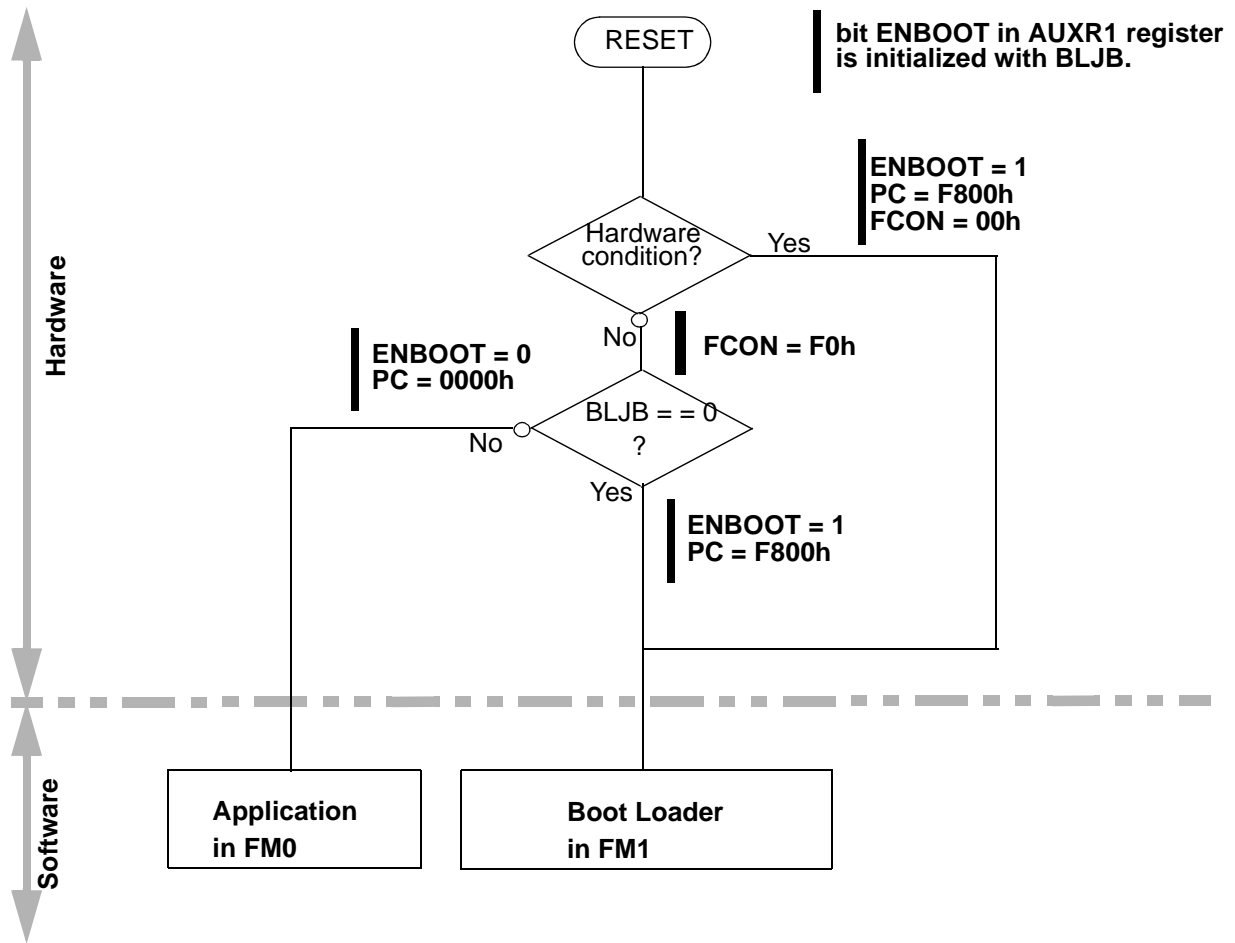 RESET
bit ENBOOT in AUXR1 register
is initialized with BLJB.
ENBOOT = 1
PC = F800h
FCON = 00h
Hardware
condition?
Yes
Hardware
No
FCON = F0h
ENBOOT = 0
PC = 0000h
BLJB = = 0
?
No
Yes
ENBOOT = 1
PC = F800h
Software
Application
in FM0
Boot Loader
in FM1